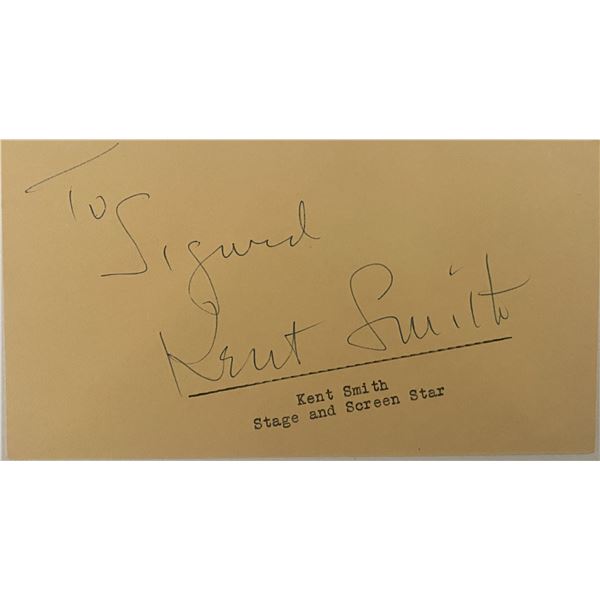 To
Sigurd
Kent Smith
Kent Smith
Stage and Screen Star